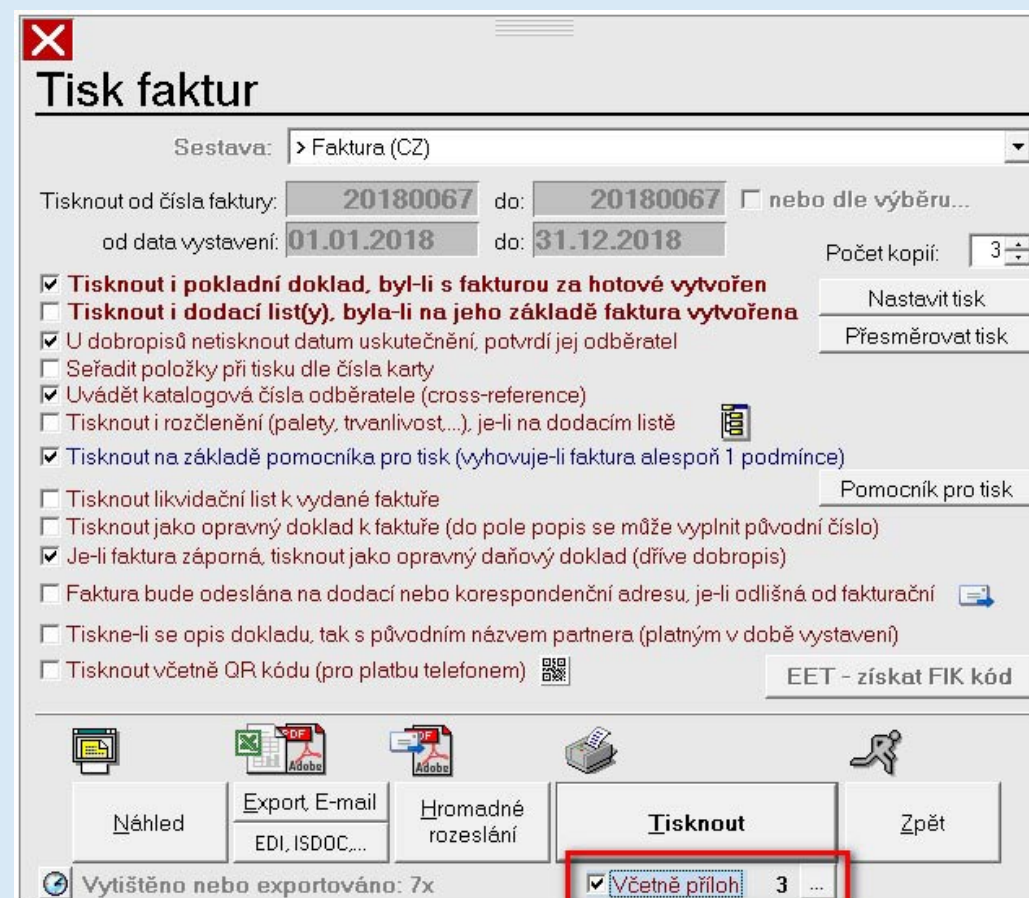 Tisk faktur
Sestava: > Faktura (CZ)
Tisknout od čísla faktury: 20180067 do: 20180067 nebo dle výběru...
od data vystavení: 01.01.2018 do: 31.12.2018
Počet kopií: 3
Tisknout i pokladní doklad, byl-li s fakturou za hotové vytvořen
Nastavit tisk
Tisknout i dodací list(y), byla-li na jeho základě faktura vytvořena
U dobropisů netisknout datum uskutečnění, potvrdí jej odběratel
Přesměrovat tisk
Seřadit položky při tisku dle čísla karty
Uvádět katalogová čísla odběratele (cross-reference)
Tisknout i rozčlenění (palety, trvanlivost,...), je-li na dodacím listě
Tisknout na základě pomocníka pro tisk (vyhovuje-li faktura alespoň 1 podmínce)
Pomocník pro tisk
Tisknout likvidační list k vydané faktuře
Tisknout jako opravný doklad k faktuře (do pole popis se může vyplnit původní číslo)
Je-li faktura záporná, tisknout jako opravný daňový doklad (dříve dobropis)
Faktura bude odeslána na dodací nebo korespondenční adresu, je-li odlišná od fakturační
Tiskne-li se opis dokladu, tak s původním názvem partnera (platným v době vystavení)
Tisknout včetně QR kódu (pro platbu telefonem)
EET - získat FIK kód
PDF
Adobe
PDF
Adobe
Náhled
Export, E-mail
EDI, ISDOC,...
Hromadné
rozeslání
Tisknout
Zpět
Vytištěno nebo exportováno: 7x
Včetně příloh 3 ...